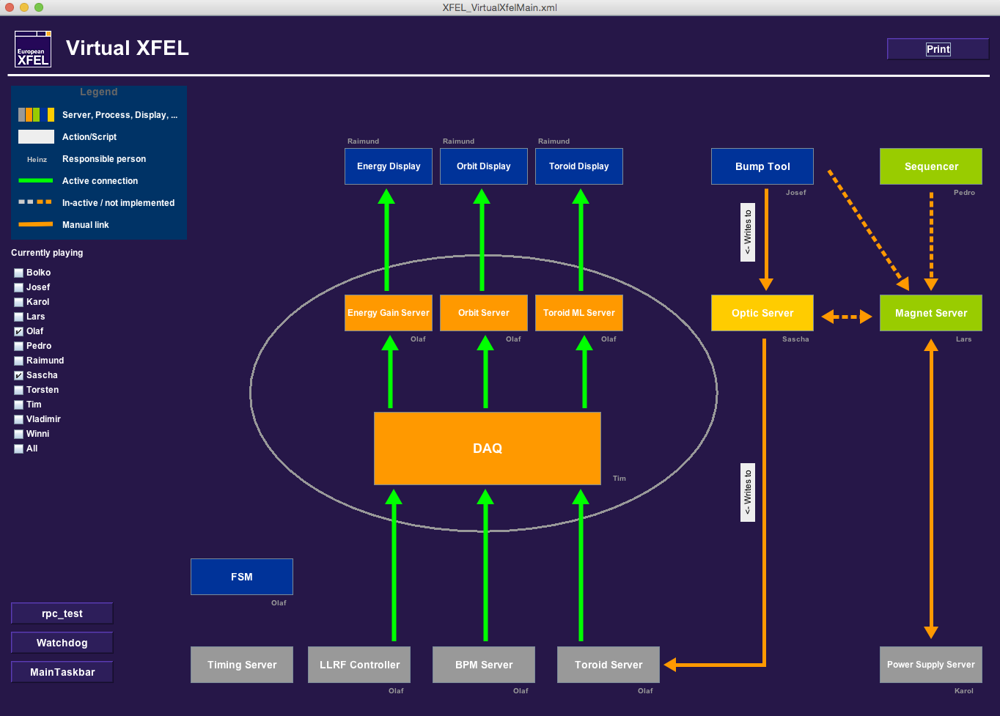 XFEL_VirtualXfelMain.xml
European
XFEL
Virtual XFEL
Print
Legend
Server, Process, Display, ...
Action/Script
Heinz Responsible person
Active connection
In-active / not implemented
Manual link
Currently playing
Bolko
Josef
Karol
Lars
Olaf
Pedro
Raimund
Sascha
Torsten
Tim
Vladimir
Winni
All
Raimund Raimund Raimund
Energy Display Orbit Display Toroid Display Bump Tool Sequencer
Josef Pedro
<- Writes to
Energy Gain Server Orbit Server Toroid ML Server Optic Server Magnet Server
Olaf Olaf Olaf Sascha Lars
DAQ
Tim
<- Writes to
FSM
Olaf
rpc_test
Watchdog
MainTaskbar
Timing Server LLRF Controller BPM Server Toroid Server Power Supply Server
Olaf Olaf Olaf Karol